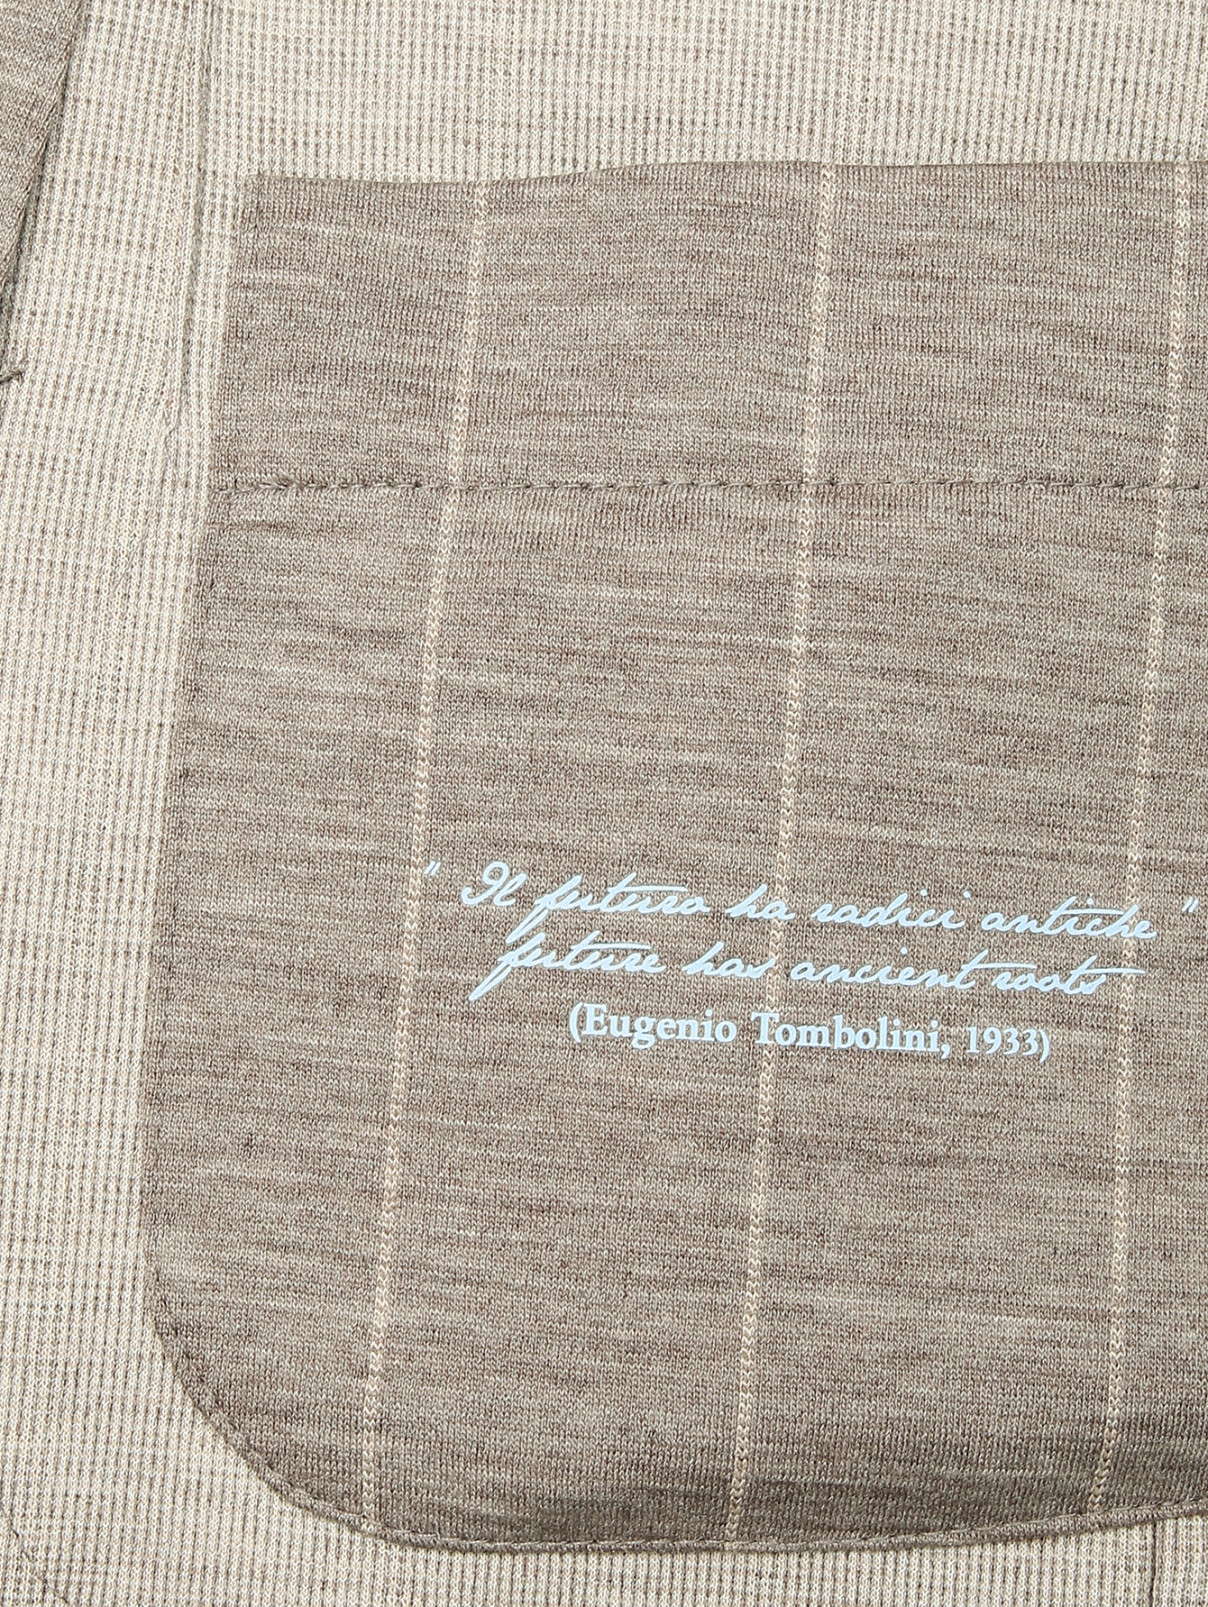 " Il futuro ha radici antiche "
future has ancient roots
(Eugenio Tombolini, 1933)